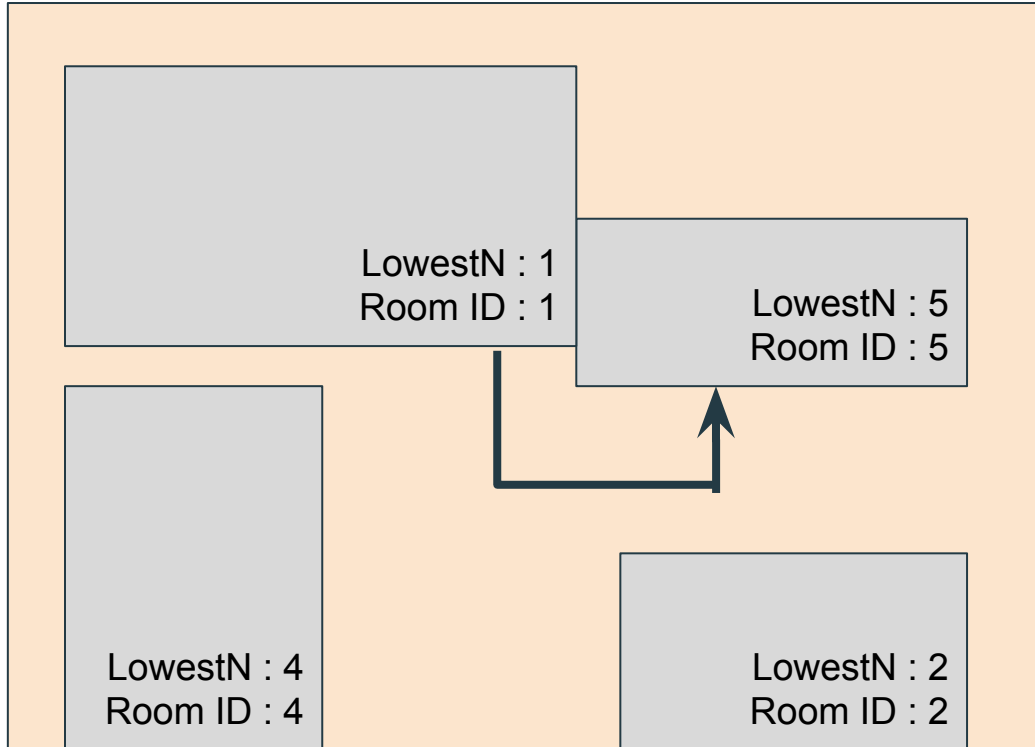 LowestN : 1
Room ID : 1
LowestN : 5
Room ID : 5
LowestN : 4
Room ID : 4
LowestN : 2
Room ID : 2